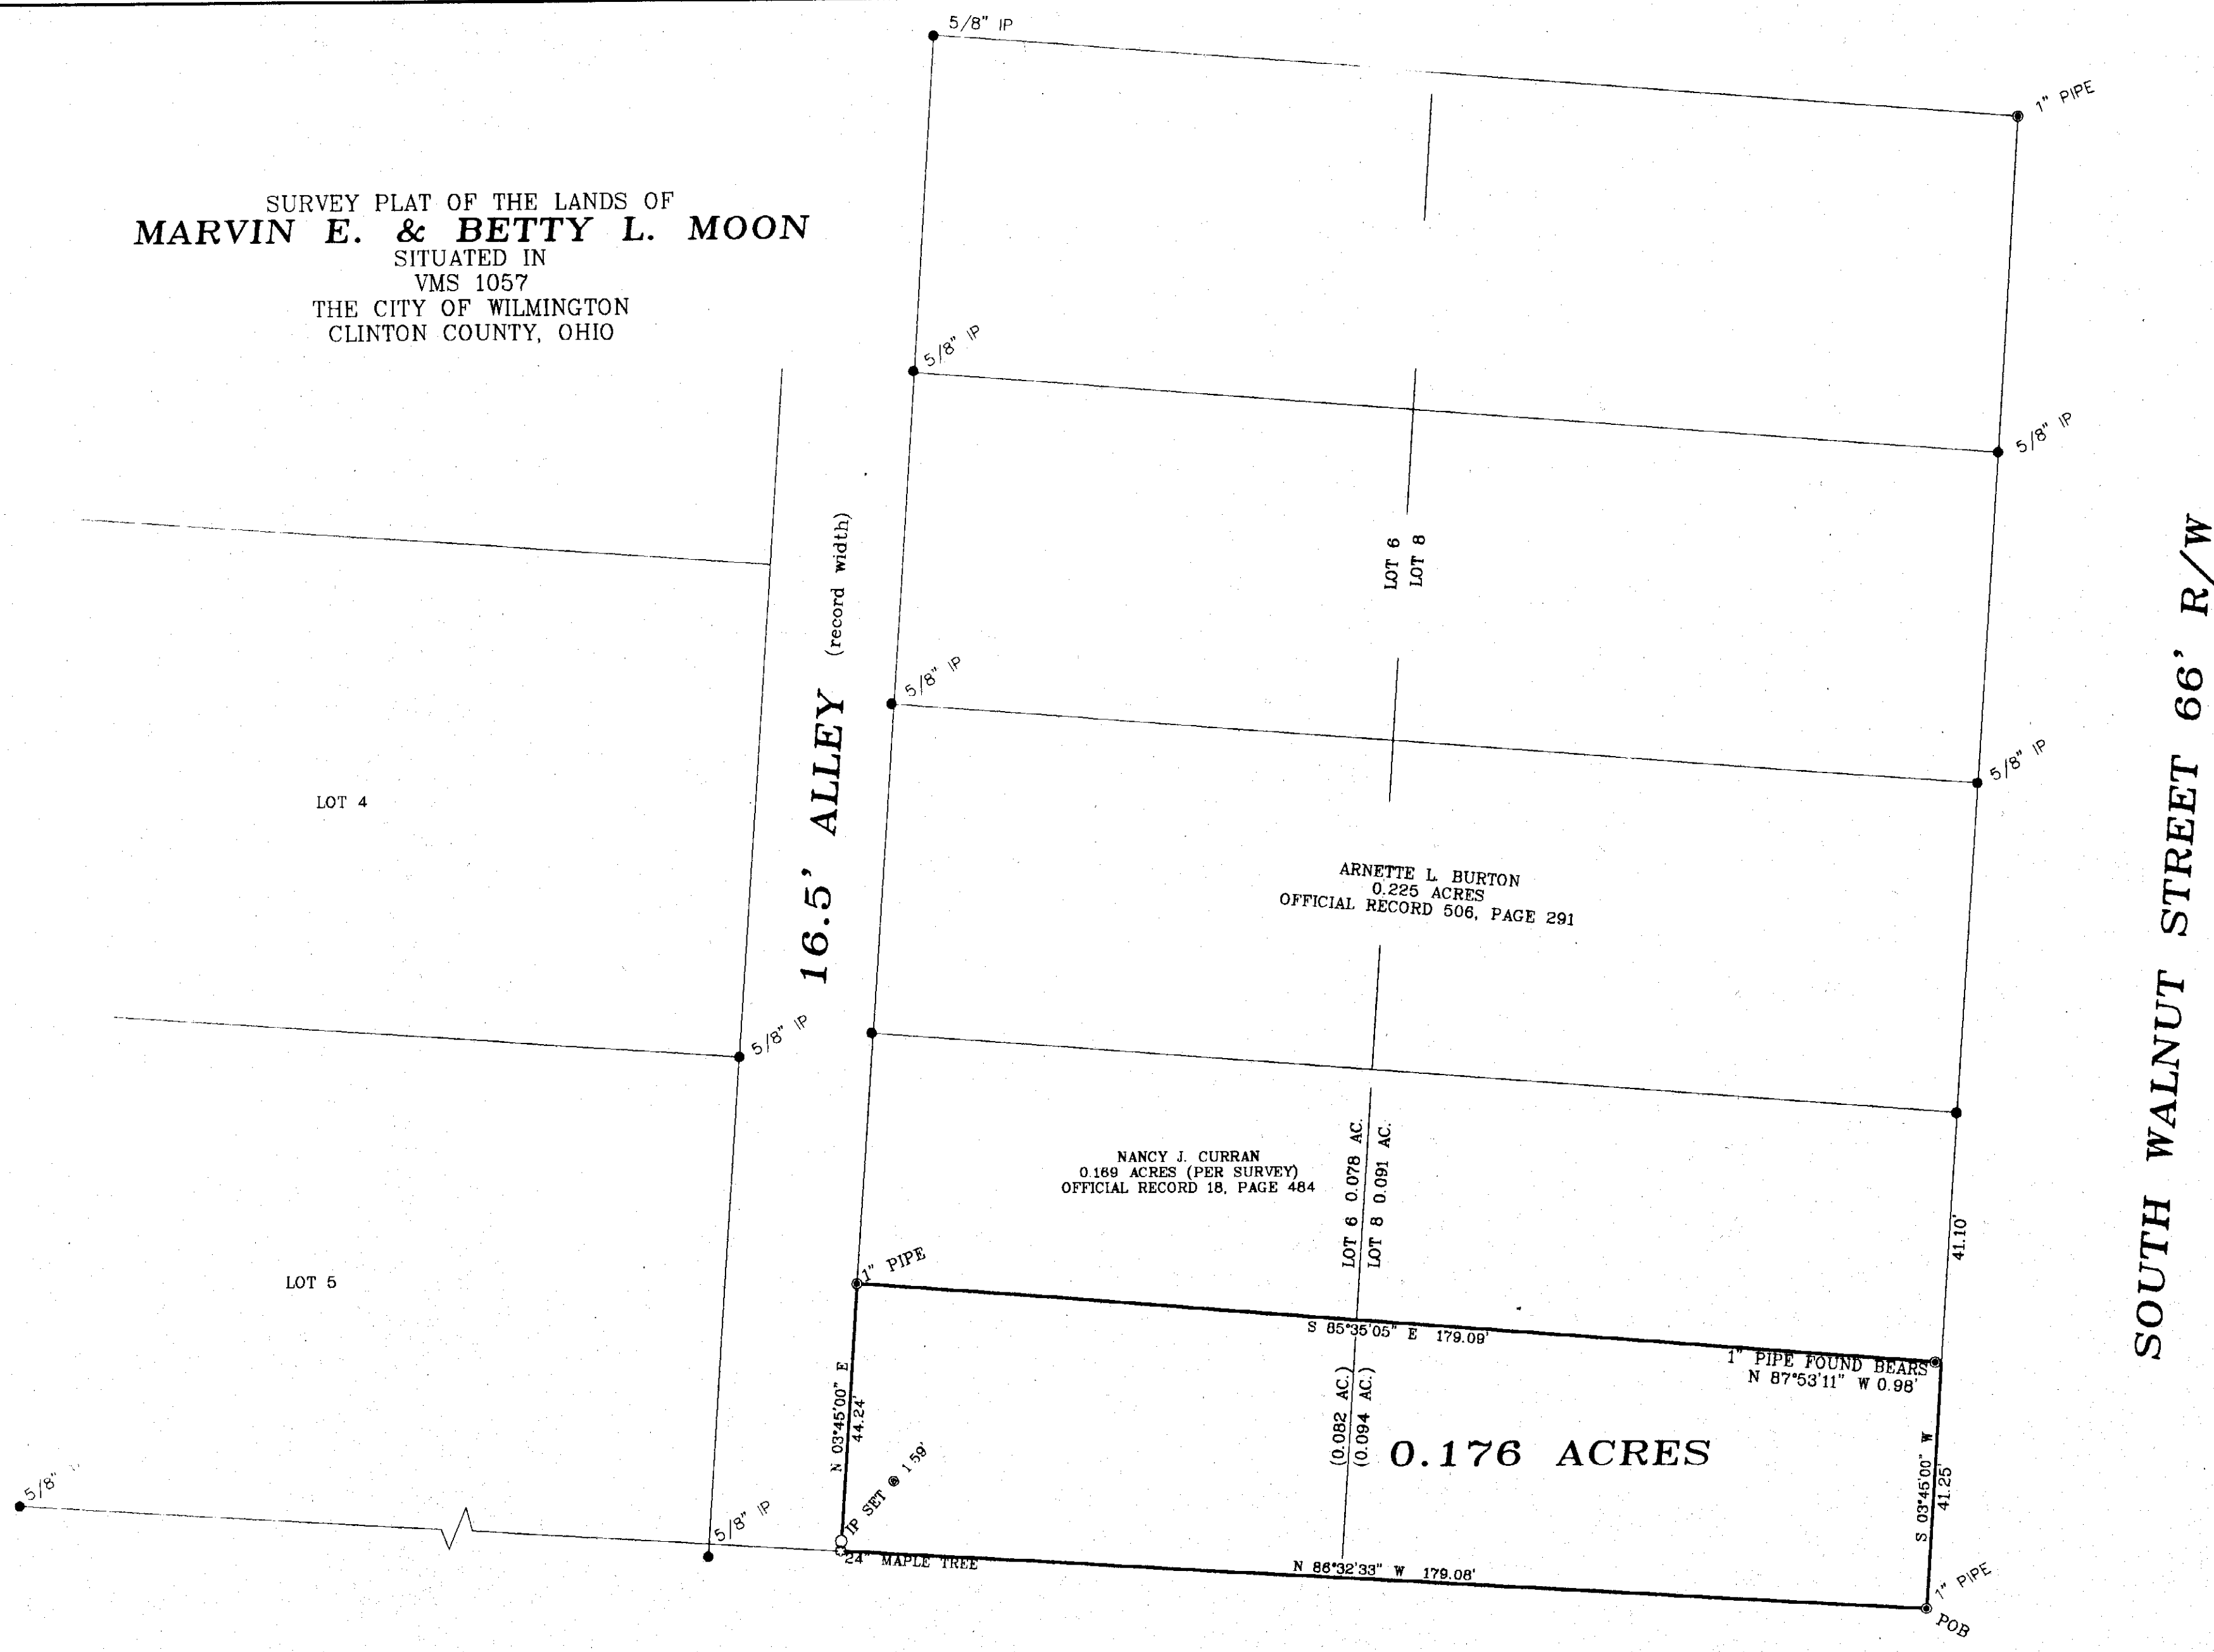 5/8" IP
1" PIPE
SURVEY PLAT OF THE LANDS OF
MARVIN E. & BETTY L. MOON
SITUATED IN
VMS 1057
THE CITY OF WILMINGTON
CLINTON COUNTY, OHIO
5/8" IP
5/8" IP
SOUTH WALNUT STREET 66' R/W
16.5' ALLEY (record width)
LOT 6
LOT 8
5/8" IP
5/8" IP
LOT 4
ARNETTE L. BURTON
0.225 ACRES
OFFICIAL RECORD 506, PAGE 291
5/8" IP
NANCY J. CURRAN
0.169 ACRES (PER SURVEY)
OFFICIAL RECORD 18, PAGE 484
LOT 6 0.078 AC.
LOT 8 0.091 AC.
41.10'
LOT 5
1" PIPE
S 85°35'05" E 179.09'
1" PIPE FOUND BEARS
N 87°53'11" W 0.98'
N 03°45'00" E
44.24'
(0.082 AC.)
(0.094 AC.)
0.176 ACRES
S 03°45'00" W
41.25'
IP SET @ 1.59'
5/8"
5/8" IP
24" MAPLE TREE
N 86°32'33" W 179.08'
1" PIPE
POB